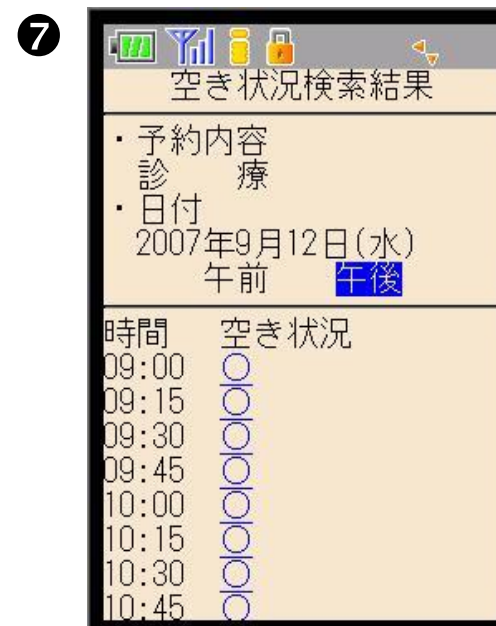 ❼
空き状況検索結果
・予約内容
診　　療
・日付
2007年9月12日(水)
午前　　午後
時間　　空き状況
09:00　○
09:15　○
09:30　○
09:45　○
10:00　○
10:15　○
10:30　○
10:45　○